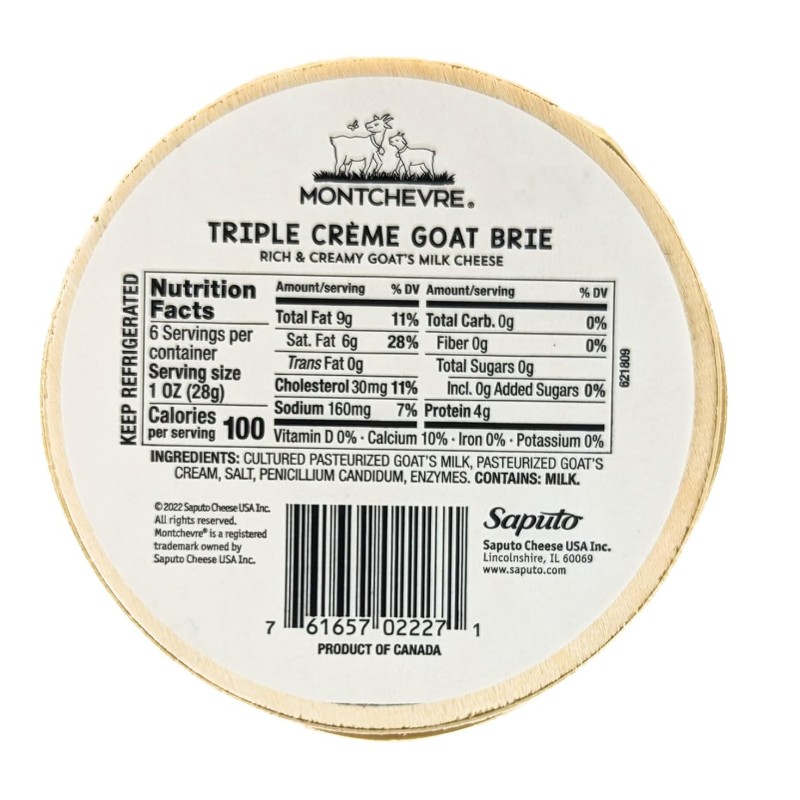 MONTCHEVRE®
TRIPLE CRÈME GOAT BRIE
RICH & CREAMY GOAT'S MILK CHEESE
KEEP REFRIGERATED
Nutrition
Facts
6 Servings per
container
Serving size
1 OZ (28g)
Calories
per serving 100
Amount/serving % DV
Total Fat 9g 11%
Sat. Fat 6g 28%
Trans Fat 0g
Cholesterol 30mg 11%
Sodium 160mg 7%
Amount/serving % DV
Total Carb. 0g 0%
Fiber 0g 0%
Total Sugars 0g
Incl. 0g Added Sugars 0%
Protein 4g
Vitamin D 0% · Calcium 10% · Iron 0% · Potassium 0%
621809
INGREDIENTS: CULTURED PASTEURIZED GOAT'S MILK, PASTEURIZED GOAT'S
CREAM, SALT, PENICILLIUM CANDIDUM, ENZYMES. CONTAINS: MILK.
©2022 Saputo Cheese USA Inc.
All rights reserved.
Montchevre® is a registered
trademark owned by
Saputo Cheese USA Inc.
7 61657 02227 1
PRODUCT OF CANADA
Saputo
Saputo Cheese USA Inc.
Lincolnshire, IL 60069
www.saputo.com